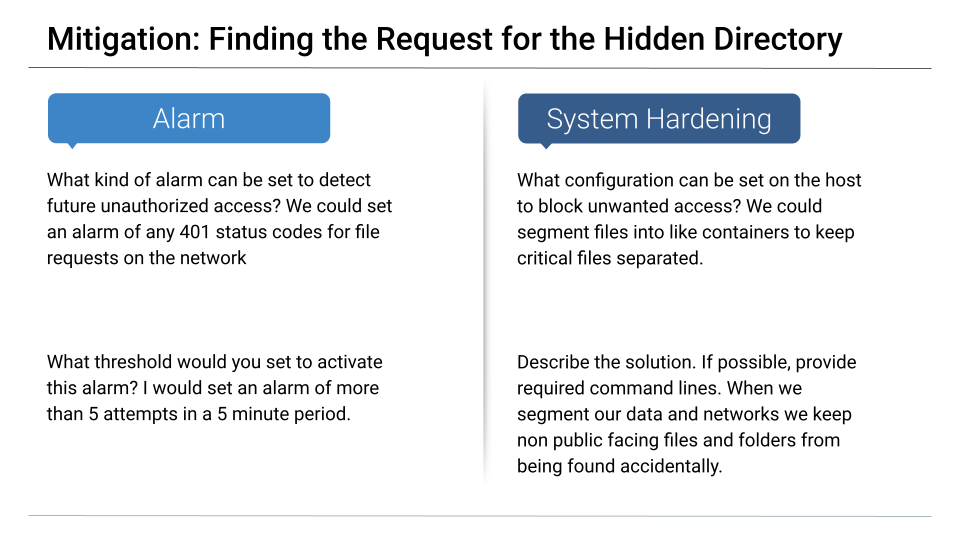 Mitigation: Finding the Request for the Hidden Directory
Alarm
What kind of alarm can be set to detect
future unauthorized access? We could set
an alarm of any 401 status codes for file
requests on the network
What threshold would you set to activate
this alarm? I would set an alarm of more
than 5 attempts in a 5 minute period.
System Hardening
What configuration can be set on the host
to block unwanted access? We could
segment files into like containers to keep
critical files separated.
Describe the solution. If possible, provide
required command lines. When we
segment our data and networks we keep
non public facing files and folders from
being found accidentally.